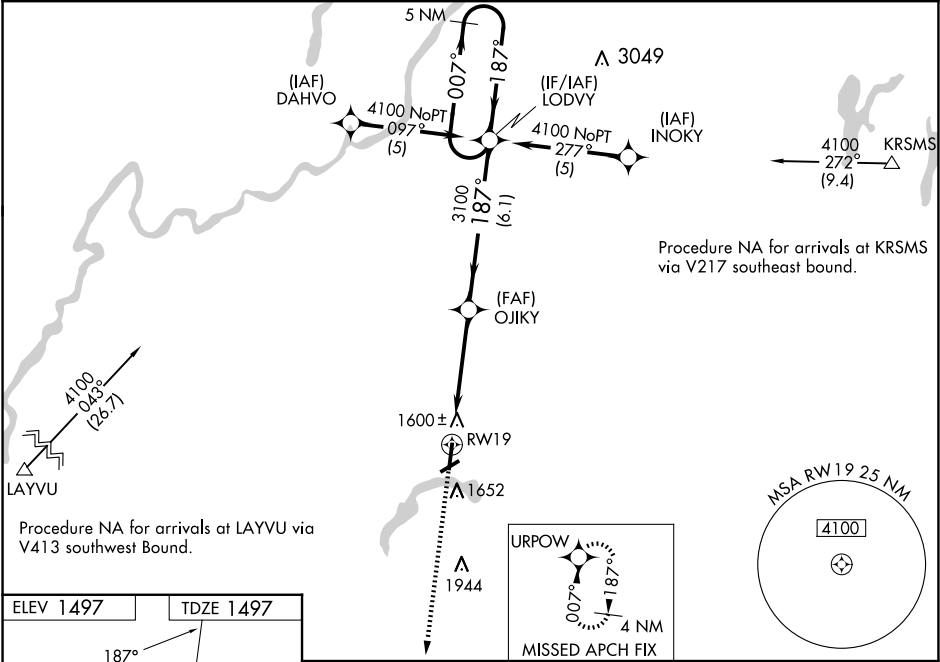 5 NM
007°
187°
3049
(IAF)
DAHVO
(IF/IAF)
LODVY
(IAF)
INOKY
4100 NoPT
097°
(5)
4100 NoPT
277°
(5)
KRSMS
4100
272°
(9.4)
3100
187°
(6.1)
Procedure NA for arrivals at KRSMS
via V217 southeast bound.
(FAF)
OJIKY
4100
043°
(26.7)
LAYVU
1600±
RW19
1652
1944
Procedure NA for arrivals at LAYVU via
V413 southwest Bound.
MSA RW19 25 NM
4100
URPOW
007°
187°
4 NM
MISSED APCH FIX
ELEV 1497
TDZE 1497
187°